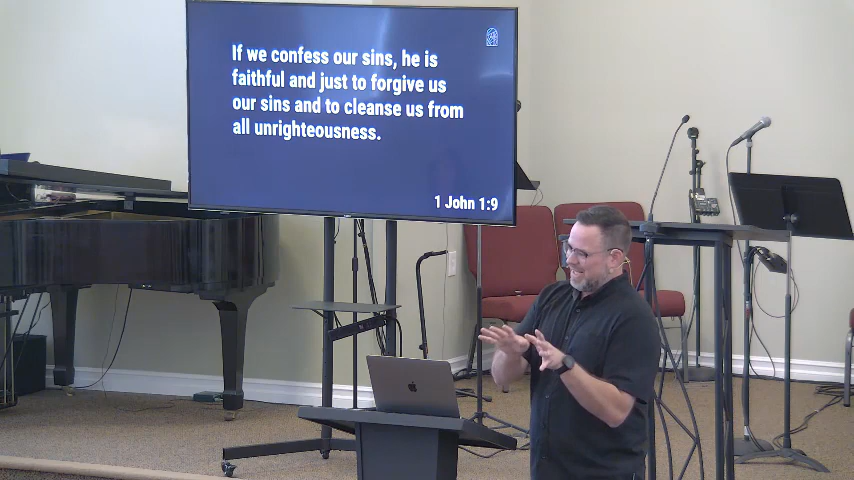 If we confess our sins, he is
faithful and just to forgive us
our sins and to cleanse us from
all unrighteousness.
1 John 1:9